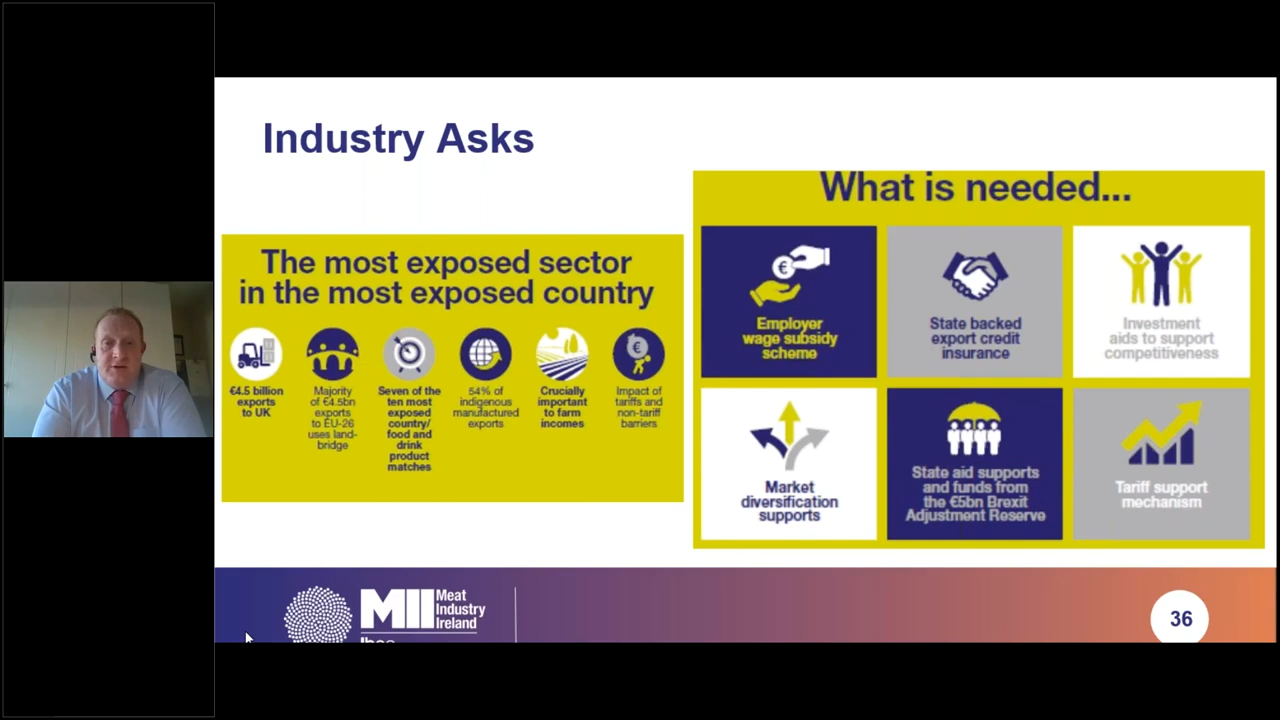 Industry Asks
The most exposed sector
in the most exposed country
€4.5 billion
exports
to UK
Majority
of €4.5bn
exports
to EU-26
uses land-
bridge
Seven of the
ten most
exposed
country/
food and
drink
product
matches
54% of
indigenous
manufactured
exports
Crucially
important
to farm
incomes
Impact of
tariffs and
non-tariff
barriers
What is needed...
€
Employer
wage subsidy
scheme
State backed
export credit
insurance
Investment
aids to support
competitiveness
Market
diversification
supports
State aid supports
and funds from
the €5bn Brexit
Adjustment Reserve
Tariff support
mechanism
MII
Meat
Industry
Ireland
36